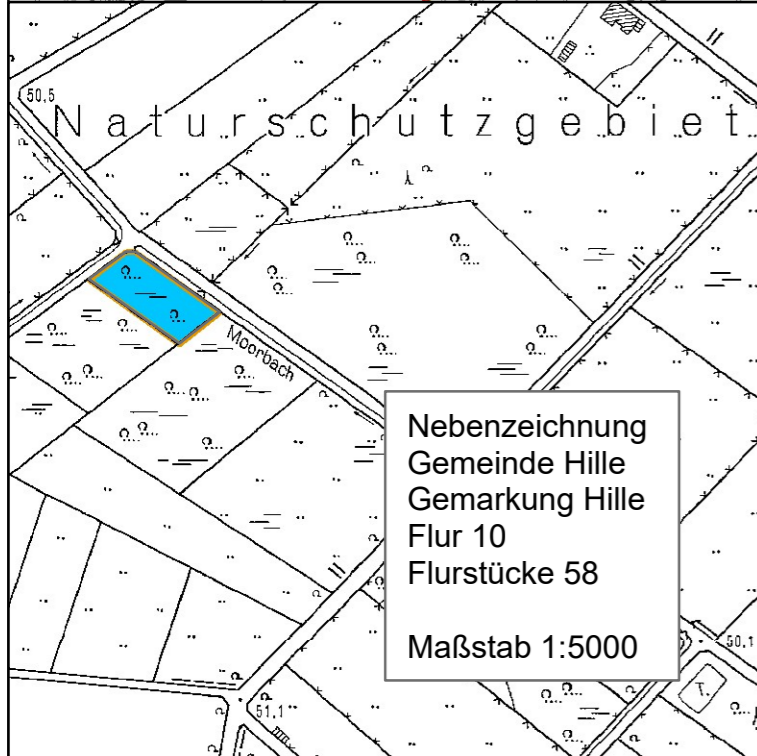 50,5
Naturschutzgebiet
Moorbach
Nebenzeichnung
Gemeinde Hille
Gemarkung Hille
Flur 10
Flurstücke 58
Maßstab 1:5000
50,1
T.
51,1